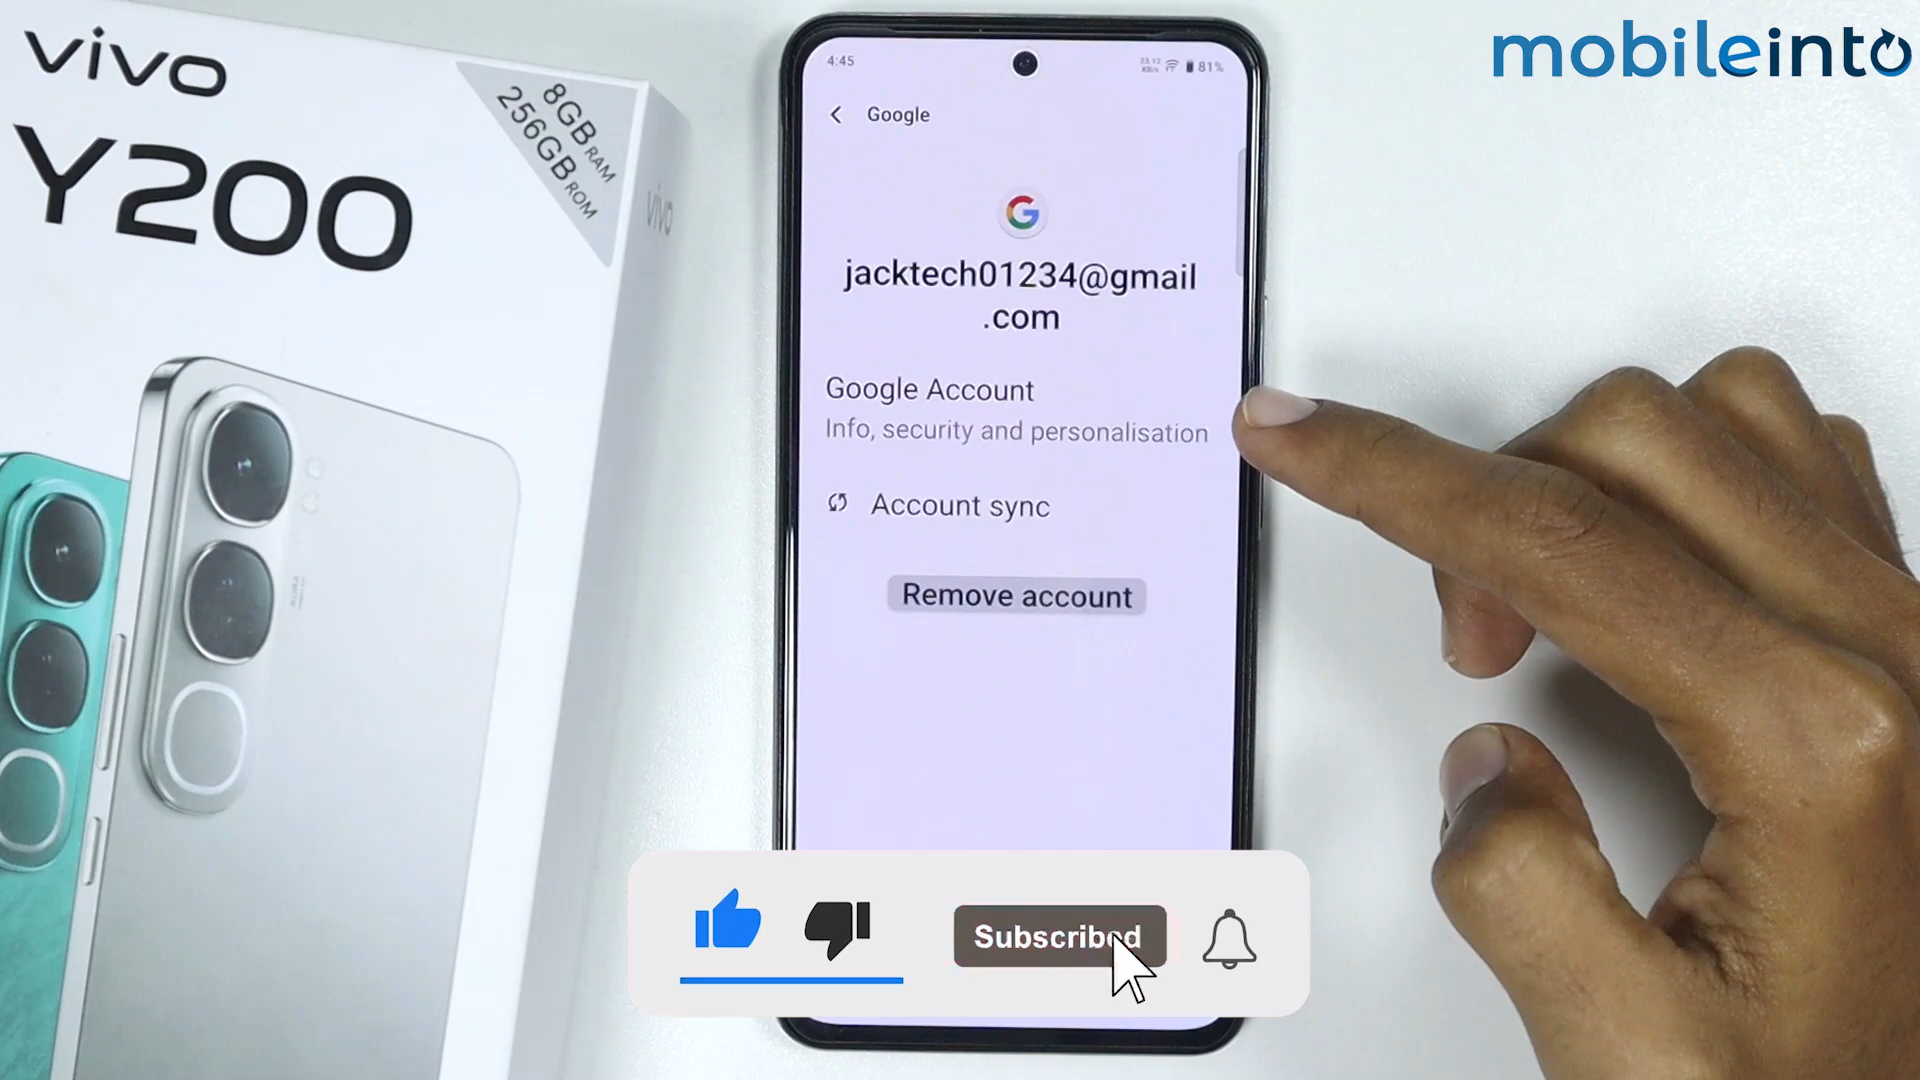 vivo
Y200
8GB RAM
256GB ROM
vivo
mobileinto
4:45
81%
Google
G
jacktech01234@gmail
.com
Google Account
Info, security and personalisation
Account sync
Remove account
Subscribed